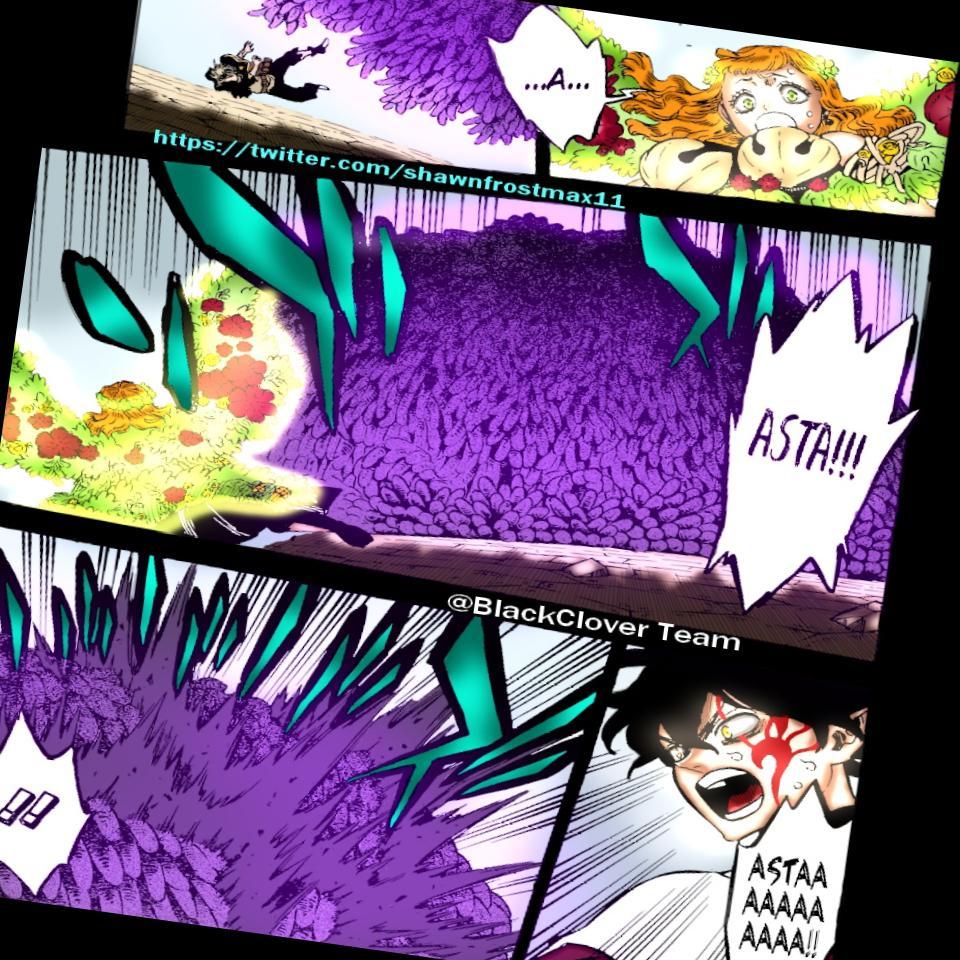 ...A...
https://twitter.com/shawnfrostmax11
ASTA!!!
@BlackClover Team
!!
ASTAA
AAAAA
AAAA!!